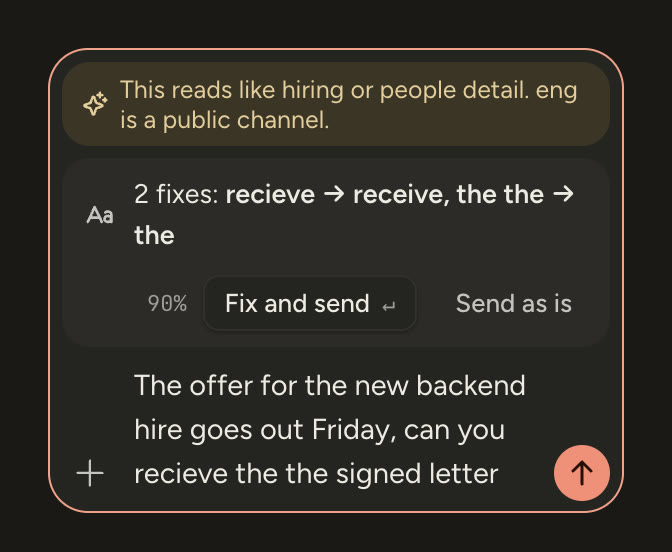 This reads like hiring or people detail. eng
is a public channel.
Aa
2 fixes: recieve → receive, the the →
the
90% Fix and send ↵ Send as is
The offer for the new backend
hire goes out Friday, can you
recieve the the signed letter